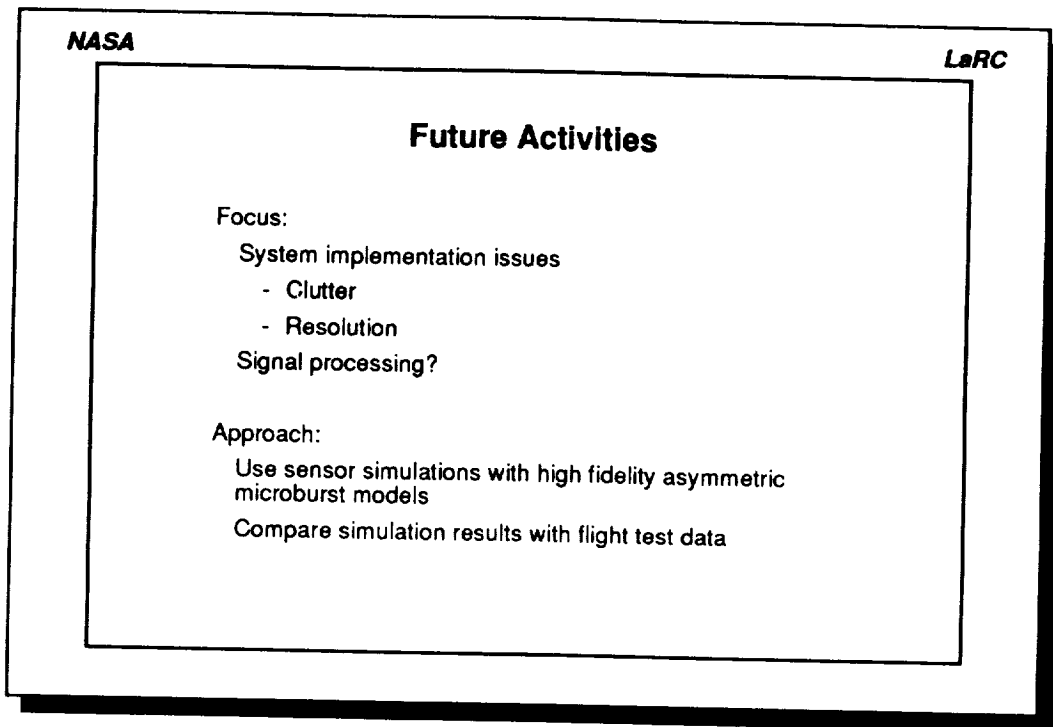 NASA
LaRC
Future Activities
Focus:
System implementation issues
- Clutter
- Resolution
Signal processing?
Approach:
Use sensor simulations with high fidelity asymmetric
microburst models
Compare simulation results with flight test data